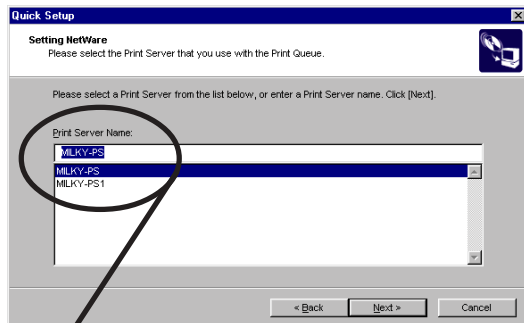 Quick Setup
Setting NetWare
Please select the Print Server that you use with the Print Queue.
Please select a Print Server from the list below, or enter a Print Server name. Click [Next].
Print Server Name:
MILKY-PS
MILKY-PS
MILKY-PS1
« Back
Next »
Cancel